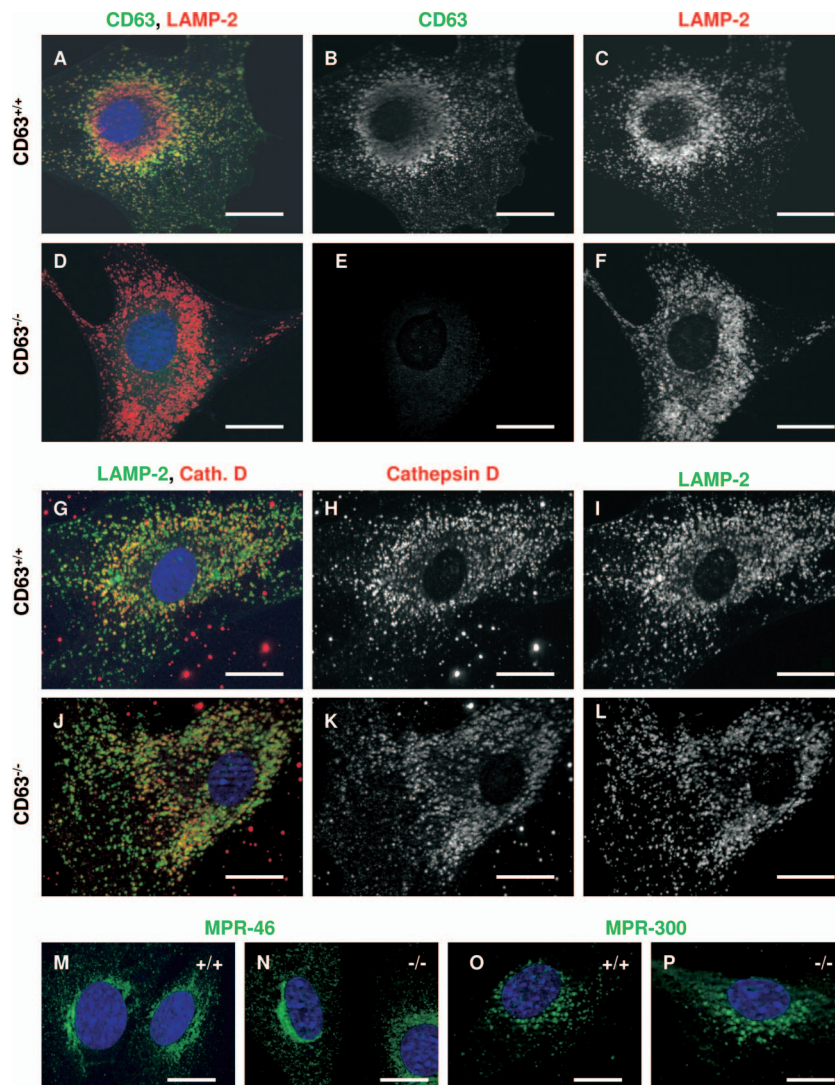 CD63, LAMP-2 CD63 LAMP-2
CD63+/+
A B C
CD63-/-
D E F
LAMP-2, Cath. D Cathepsin D LAMP-2
CD63+/+
G H I
CD63-/-
J K L
MPR-46 MPR-300
M +/+ N -/- O +/+ P -/-